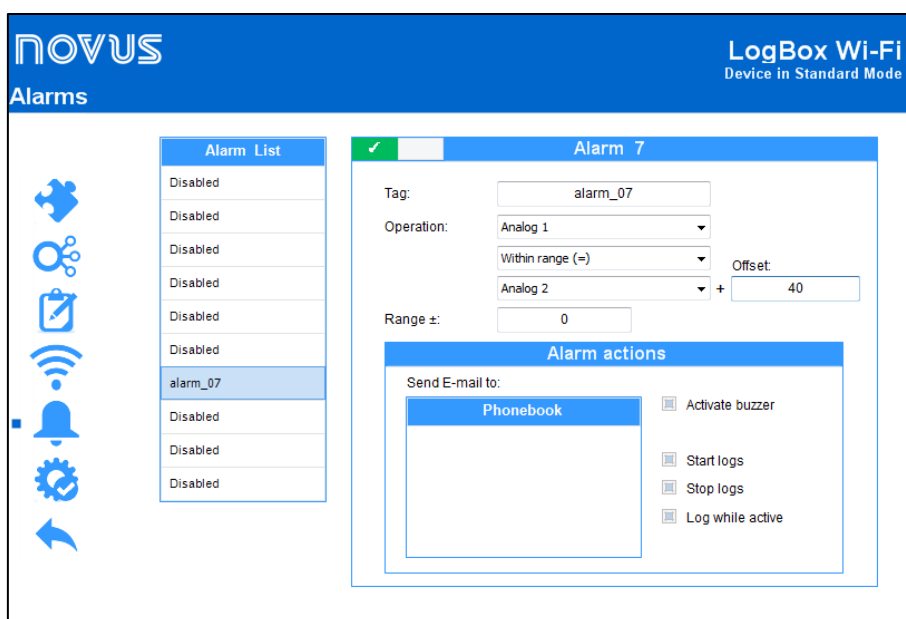 NOVUS
LogBox Wi-Fi
Device in Standard Mode
Alarms
Alarm List
Disabled
Disabled
Disabled
Disabled
Disabled
Disabled
alarm_07
Disabled
Disabled
Disabled
Alarm 7
Tag: alarm_07
Operation: Analog 1
Within range (=)
Offset:
Analog 2 + 40
Range ±: 0
Alarm actions
Send E-mail to:
Phonebook
Activate buzzer
Start logs
Stop logs
Log while active